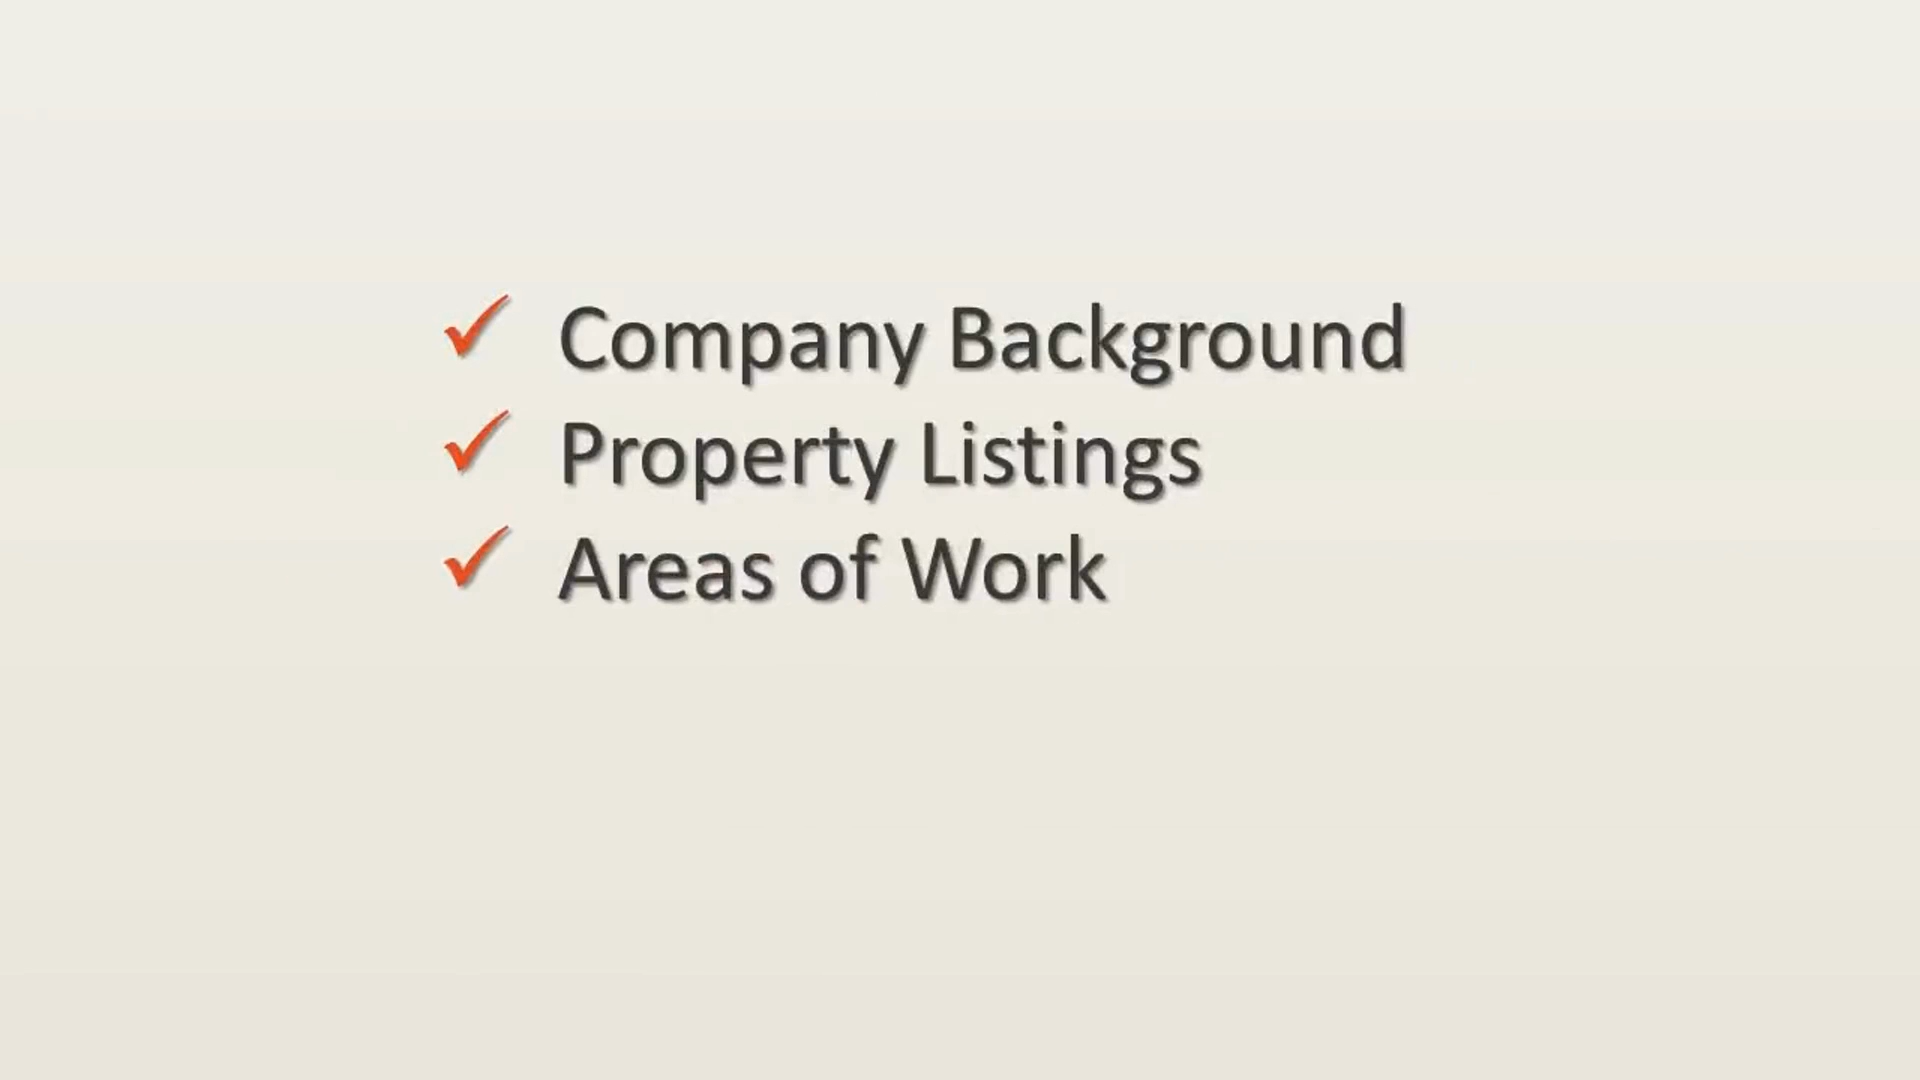 ✓ Company Background
✓ Property Listings
✓ Areas of Work